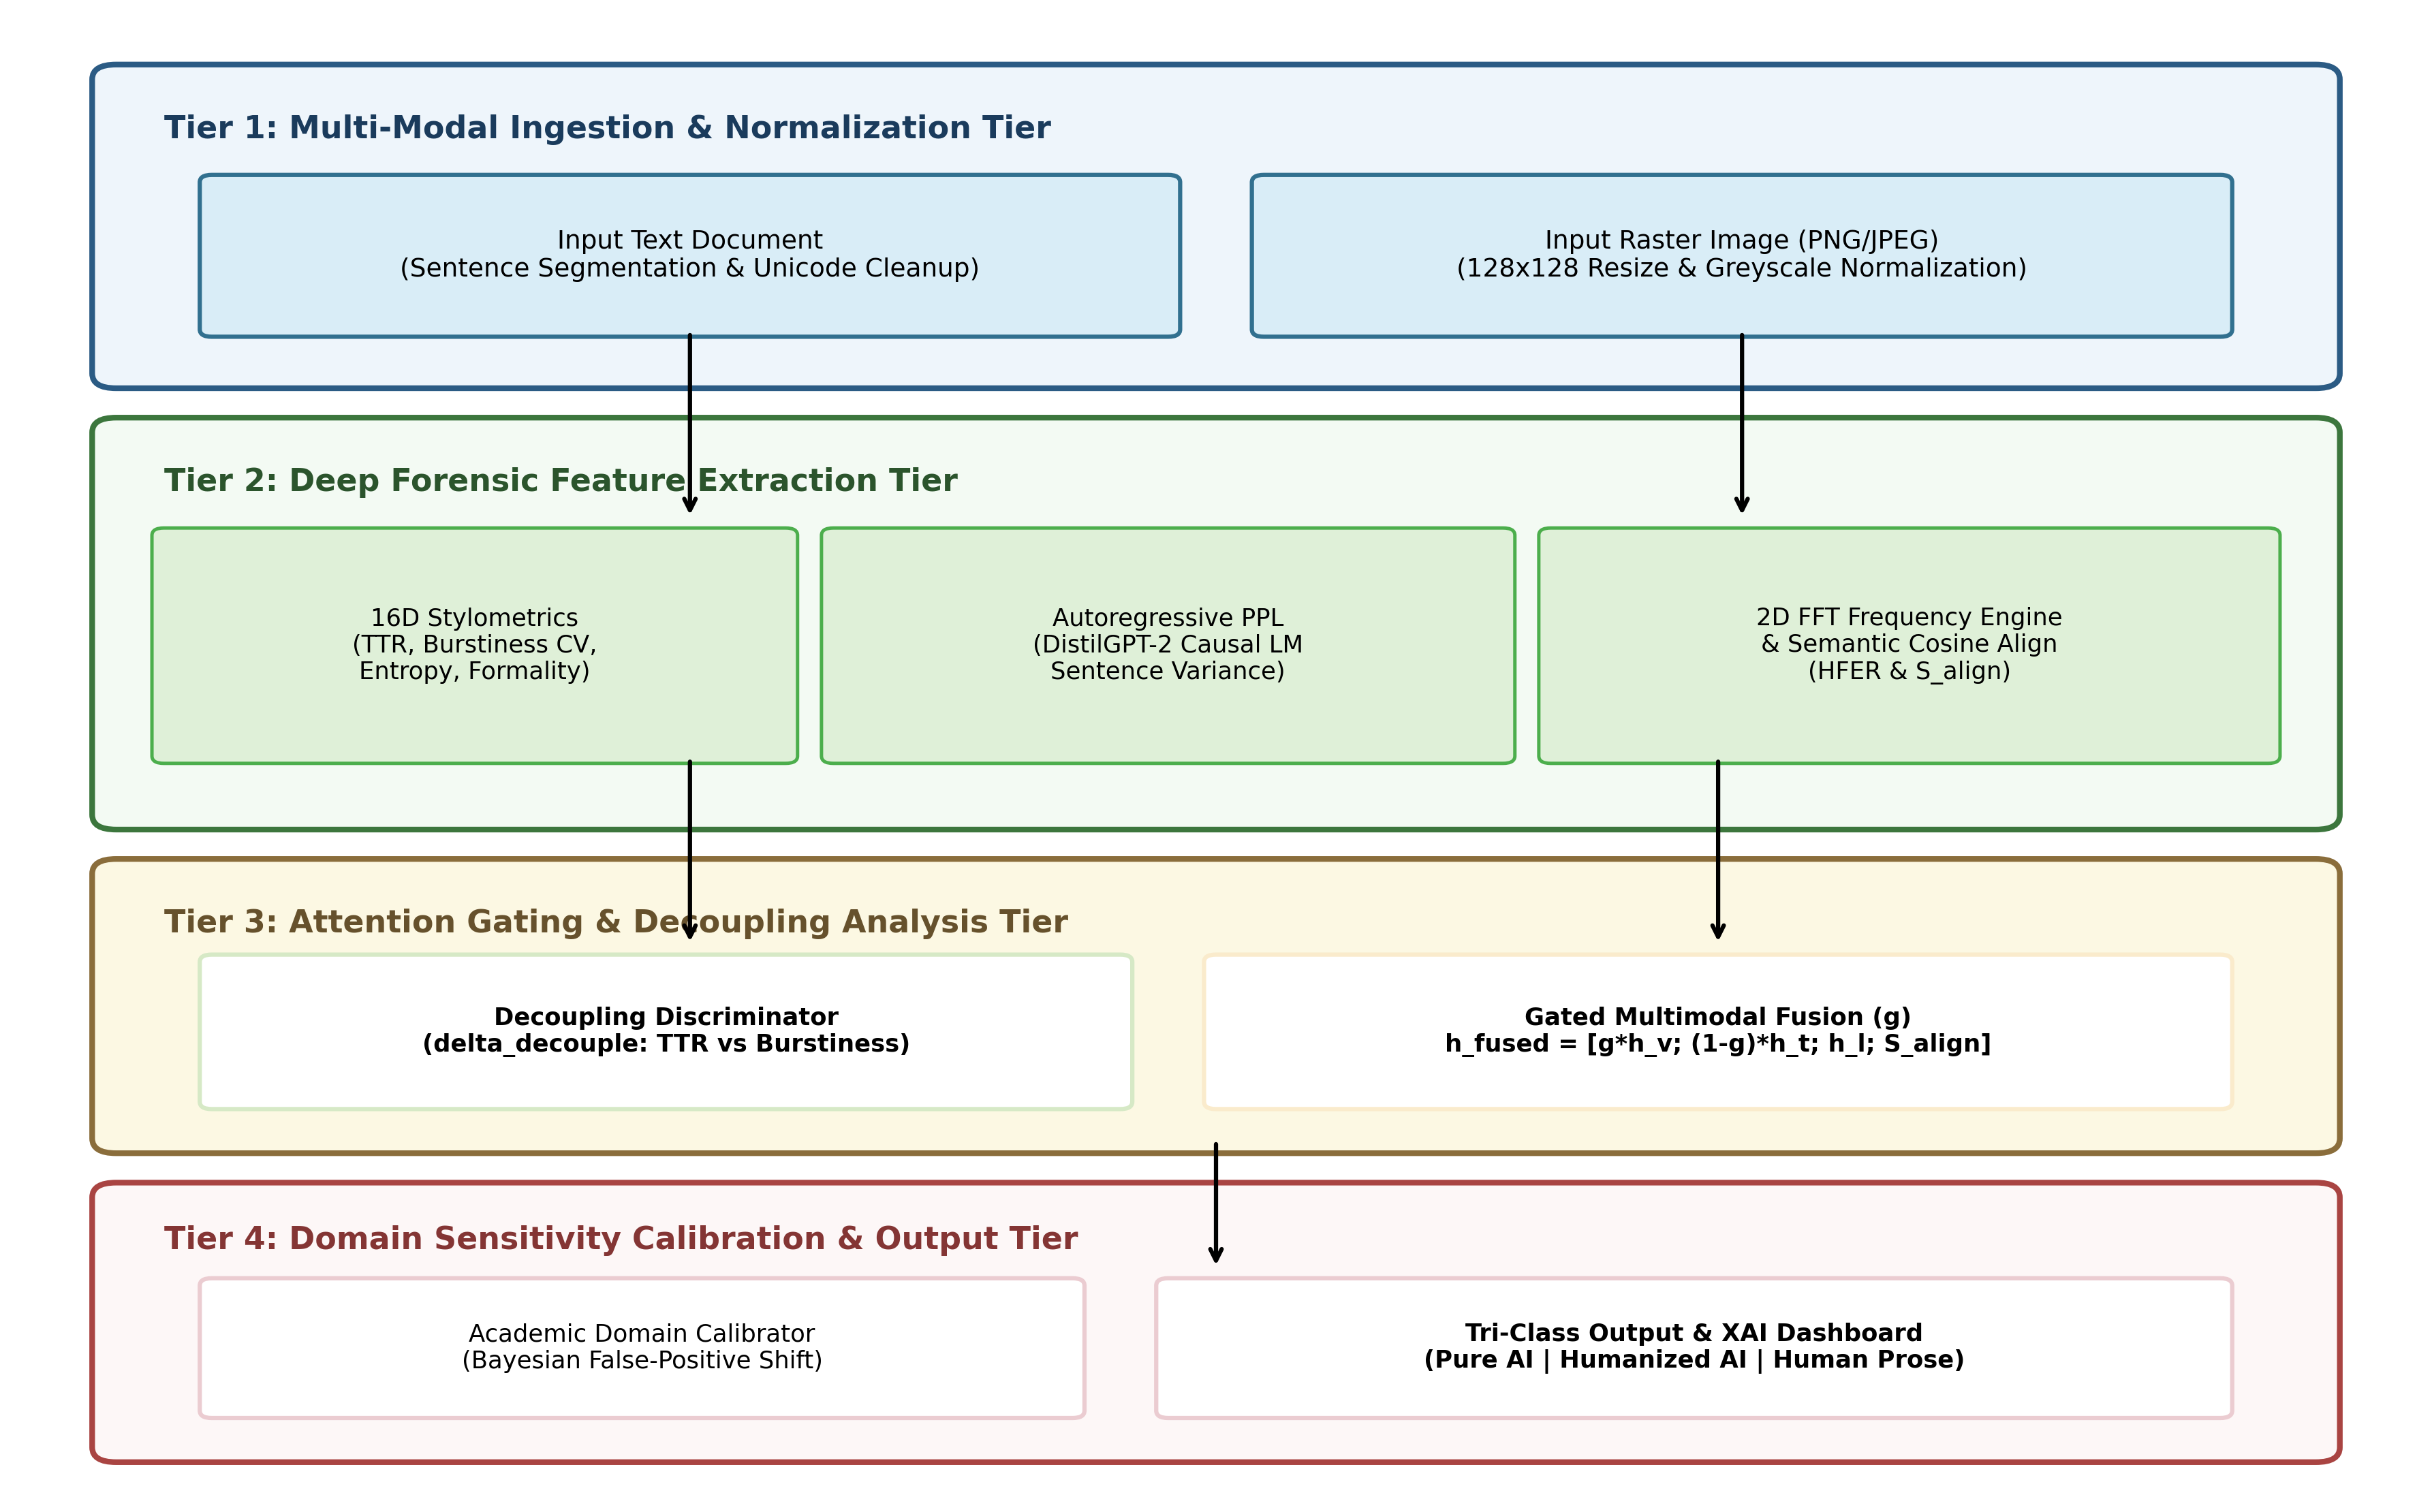 Tier 1: Multi-Modal Ingestion & Normalization Tier
Input Text Document
(Sentence Segmentation & Unicode Cleanup)
Input Raster Image (PNG/JPEG)
(128x128 Resize & Greyscale Normalization)
Tier 2: Deep Forensic Feature Extraction Tier
16D Stylometrics
(TTR, Burstiness CV,
Entropy, Formality)
Autoregressive PPL
(DistilGPT-2 Causal LM
Sentence Variance)
2D FFT Frequency Engine
& Semantic Cosine Align
(HFER & S_align)
Tier 3: Attention Gating & Decoupling Analysis Tier
Decoupling Discriminator
(delta_decouple: TTR vs Burstiness)
Gated Multimodal Fusion (g)
h_fused = [g*h_v; (1-g)*h_t; h_l; S_align]
Tier 4: Domain Sensitivity Calibration & Output Tier
Academic Domain Calibrator
(Bayesian False-Positive Shift)
Tri-Class Output & XAI Dashboard
(Pure AI | Humanized AI | Human Prose)